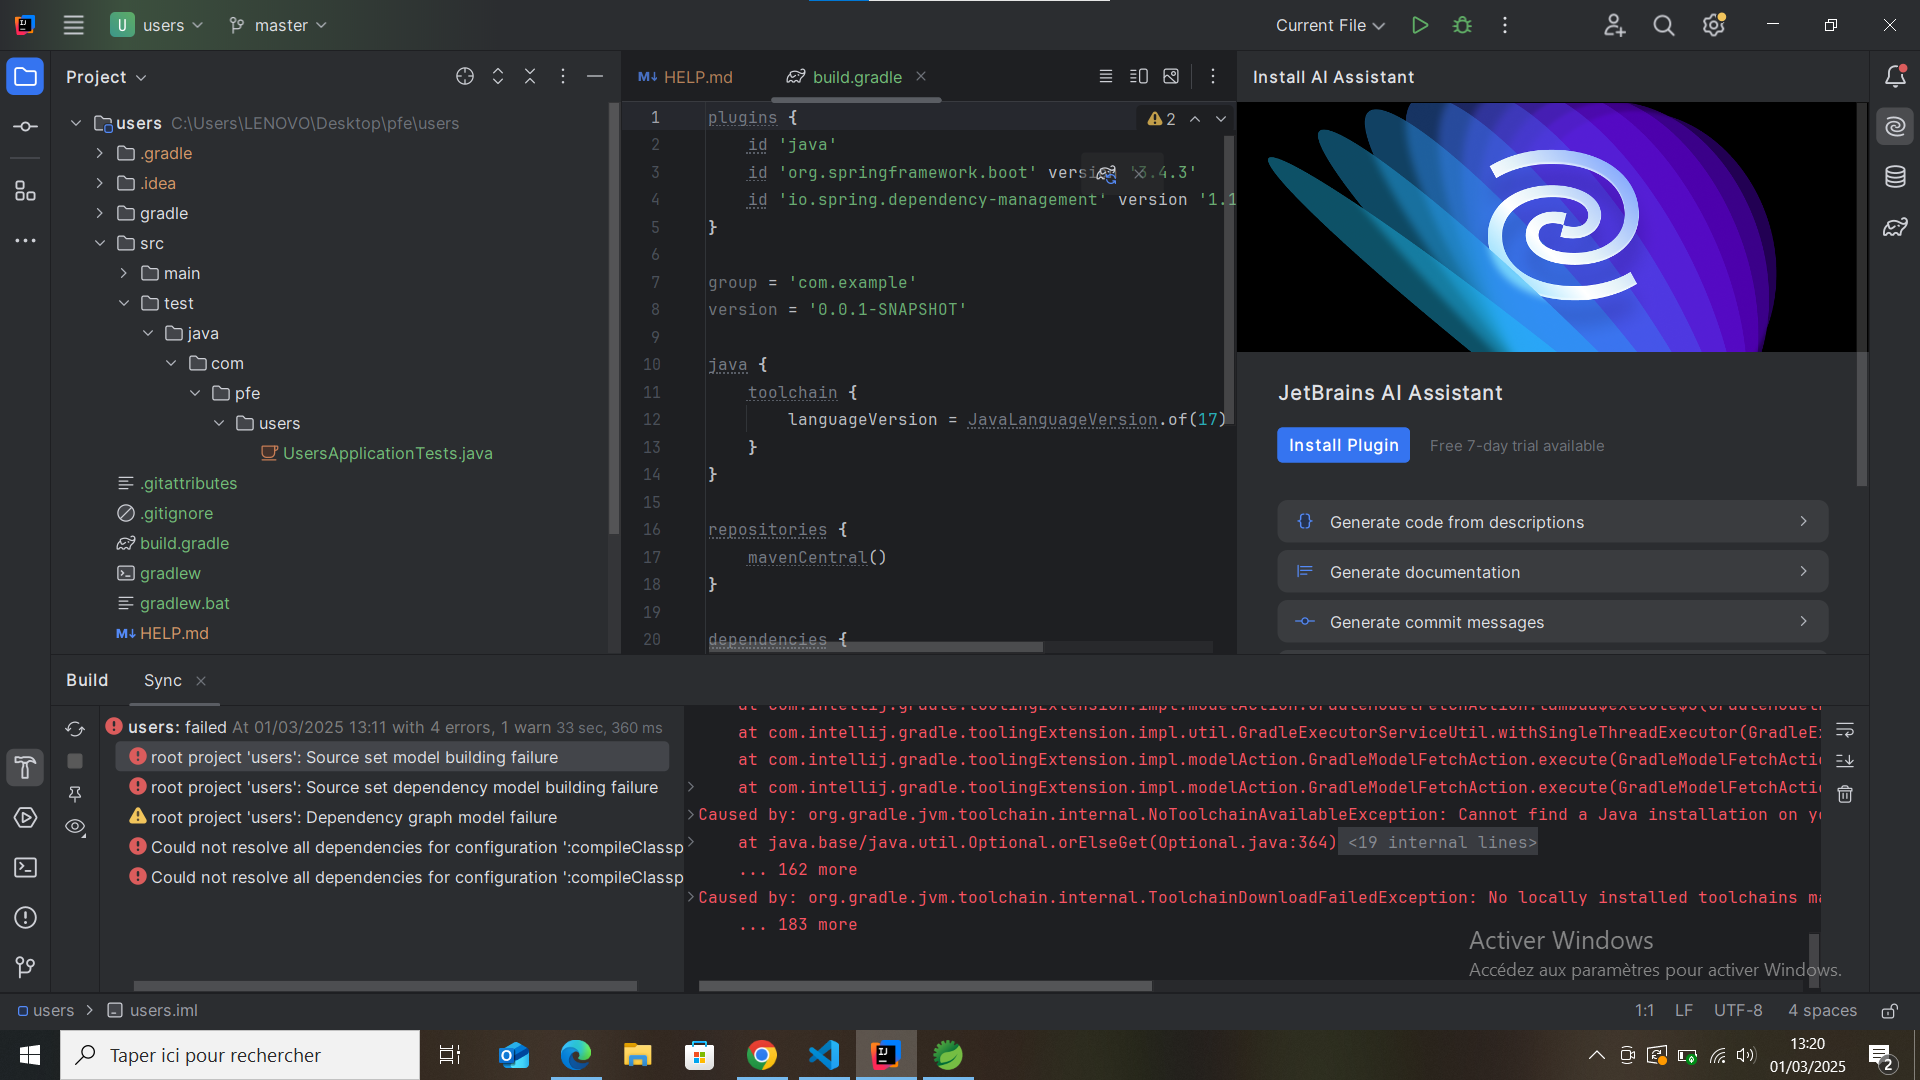 U users master Current File
Project
users C:\Users\LENOVO\Desktop\pfe\users
.gradle
.idea
gradle
src
main
test
java
com
pfe
users
UsersApplicationTests.java
.gitattributes
.gitignore
build.gradle
gradlew
gradlew.bat
M↓ HELP.md
M↓ HELP.md build.gradle
2
1 plugins {
2 id 'java'
3 id 'org.springframework.boot' version '3.4.3'
4 id 'io.spring.dependency-management' version '1.1
5 }
6
7 group = 'com.example'
8 version = '0.0.1-SNAPSHOT'
9
10 java {
11 toolchain {
12 languageVersion = JavaLanguageVersion.of(17)
13 }
14 }
15
16 repositories {
17 mavenCentral()
18 }
19
20 dependencies {
Install AI Assistant
JetBrains AI Assistant
Install Plugin Free 7-day trial available
Generate code from descriptions
Generate documentation
Generate commit messages
Build Sync
users: failed At 01/03/2025 13:11 with 4 errors, 1 warn 33 sec, 360 ms
root project 'users': Source set model building failure
root project 'users': Source set dependency model building failure
root project 'users': Dependency graph model failure
Could not resolve all dependencies for configuration ':compileClassp
Could not resolve all dependencies for configuration ':compileClassp
at com.intellij.gradle.toolingExtension.impl.util.GradleExecutorServiceUtil.withSingleThreadExecutor(GradleEx
at com.intellij.gradle.toolingExtension.impl.modelAction.GradleModelFetchAction.execute(GradleModelFetchActio
at com.intellij.gradle.toolingExtension.impl.modelAction.GradleModelFetchAction.execute(GradleModelFetchActio
Caused by: org.gradle.jvm.toolchain.internal.NoToolchainAvailableException: Cannot find a Java installation on yo
at java.base/java.util.Optional.orElseGet(Optional.java:364) <19 internal lines>
... 162 more
Caused by: org.gradle.jvm.toolchain.internal.ToolchainDownloadFailedException: No locally installed toolchains ma
... 183 more
Activer Windows
Accédez aux paramètres pour activer Windows.
users > users.iml
1:1 LF UTF-8 4 spaces
Taper ici pour rechercher
13:20
01/03/2025
2